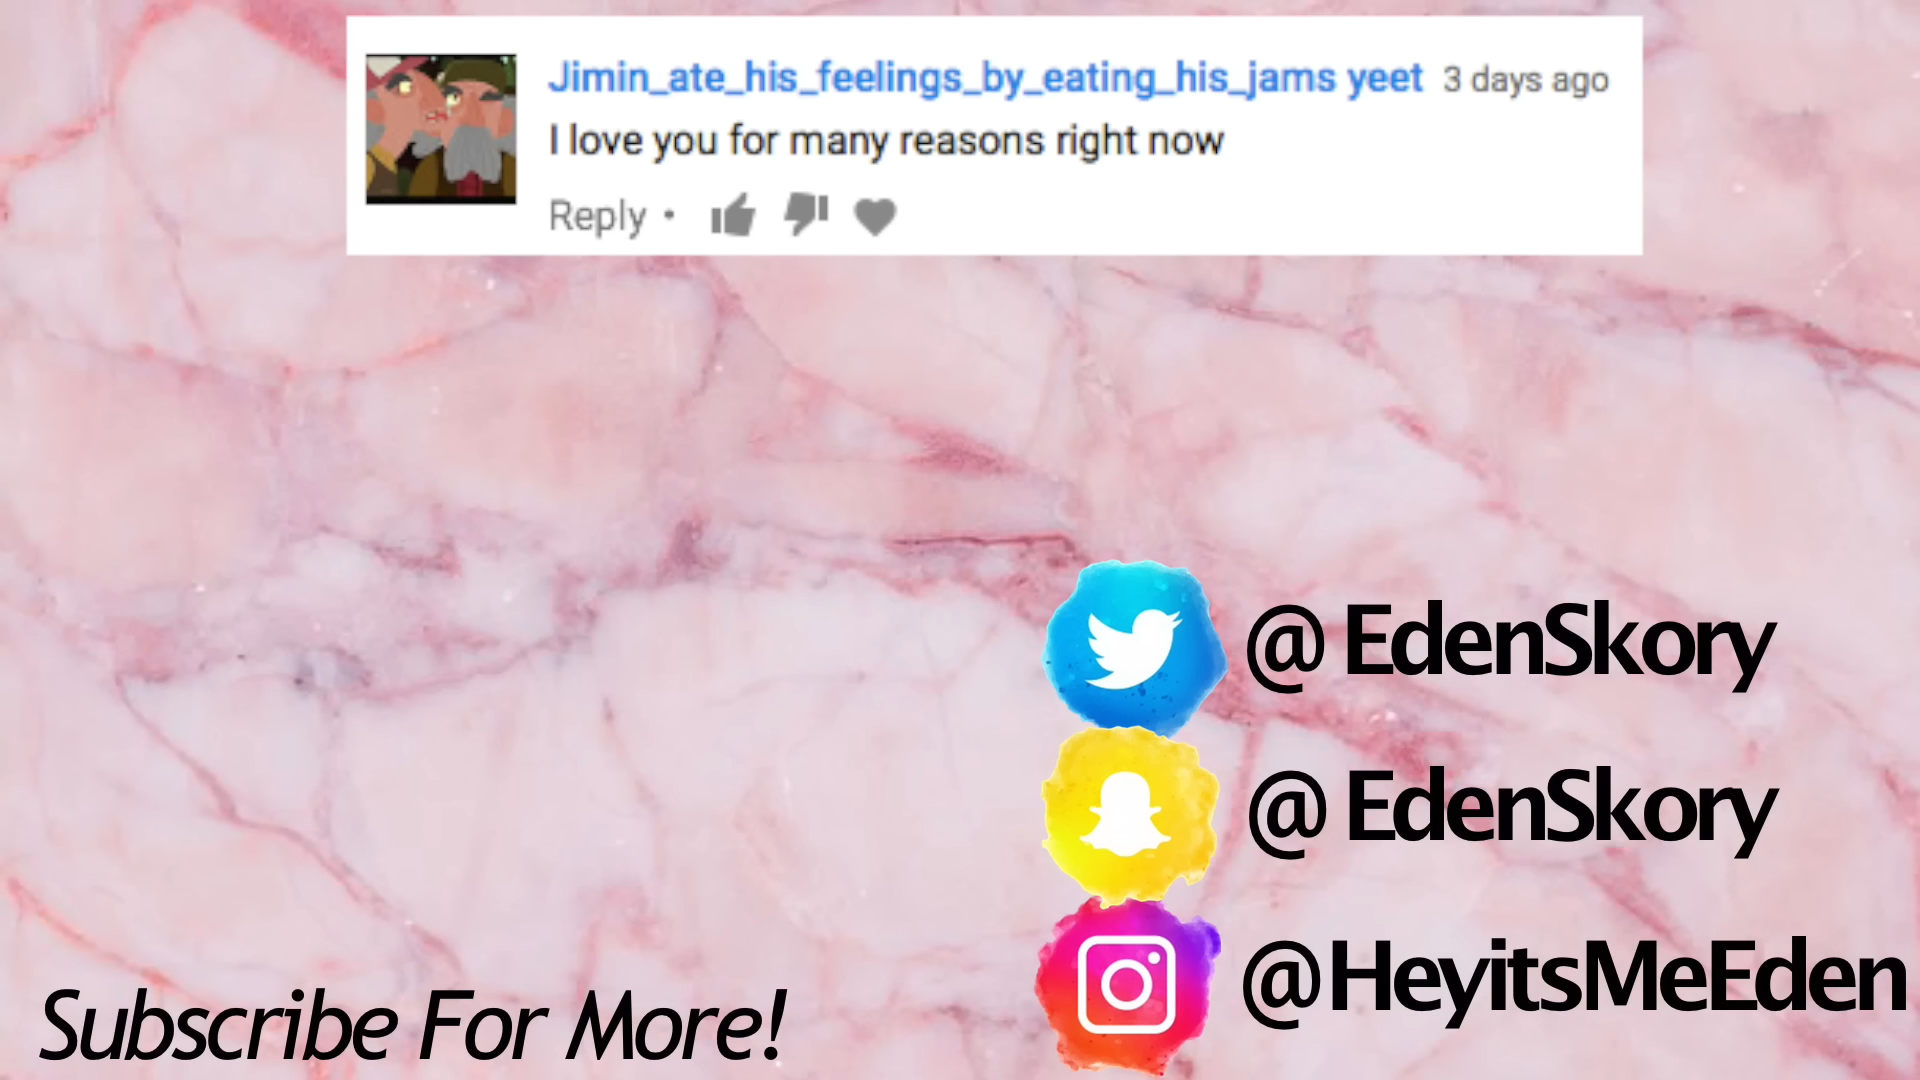 Jimin_ate_his_feelings_by_eating_his_jams yeet 3 days ago
I love you for many reasons right now
Reply •
@EdenSkory
@EdenSkory
@HeyitsMeEden
Subscribe For More!